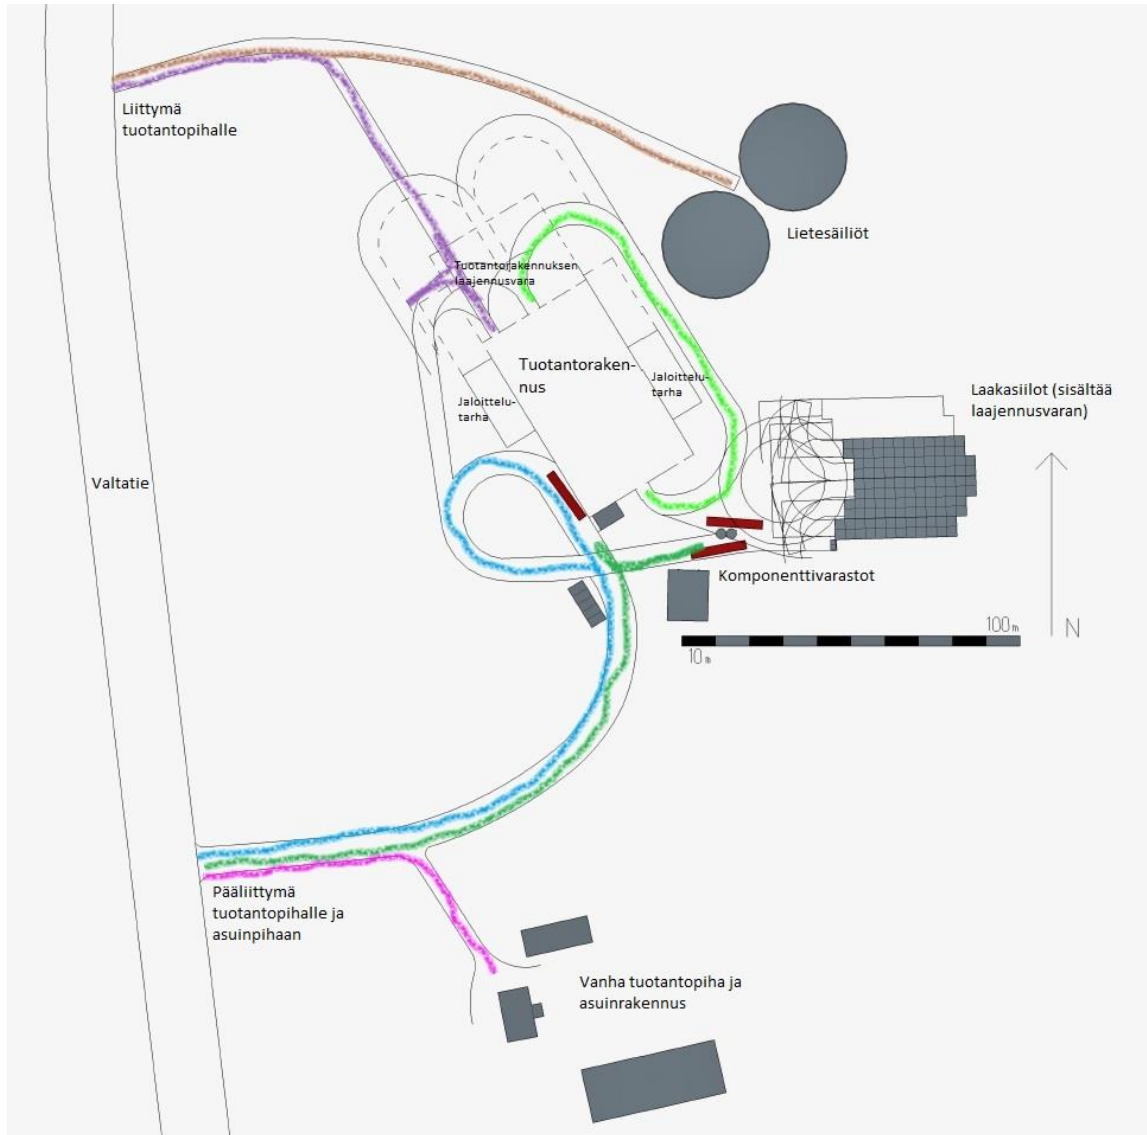 Liittymä
tuotantopihalle
Lietesäiliöt
Tuotantorakennuksen
laajennusvara
Tuotantoraken-
nus
Jaloittelu-
tarha
Jaloittelu-
tarha
Laakasiilot (sisältää
laajennusvaran)
Valtatie
Komponenttivarastot
100m
N
10m
Pääliittymä
tuotantopihalle ja
asuinpihaan
Vanha tuotantopiha ja
asuinrakennus